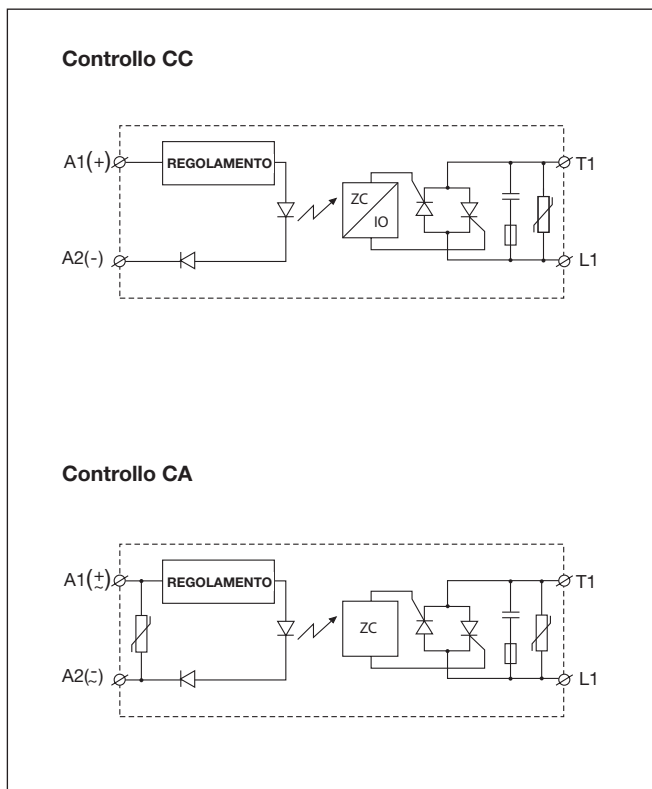 Controllo CC
A1(+)
REGOLAMENTO
ZC
IO
T1
A2(-)
L1
Controllo CA
A1(±~)
REGOLAMENTO
ZC
T1
A2(-~)
L1